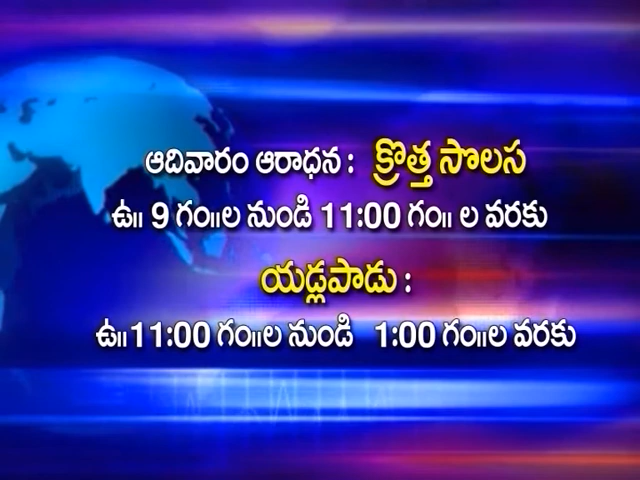 ఆదివారం ఆరాధన : క్రొత్త సొలస
ఉ॥ 9 గం॥ల నుండి 11:00 గం॥ ల వరకు
యడ్లపాడు :
ఉ॥11:00 గం॥ల నుండి 1:00 గం॥ల వరకు